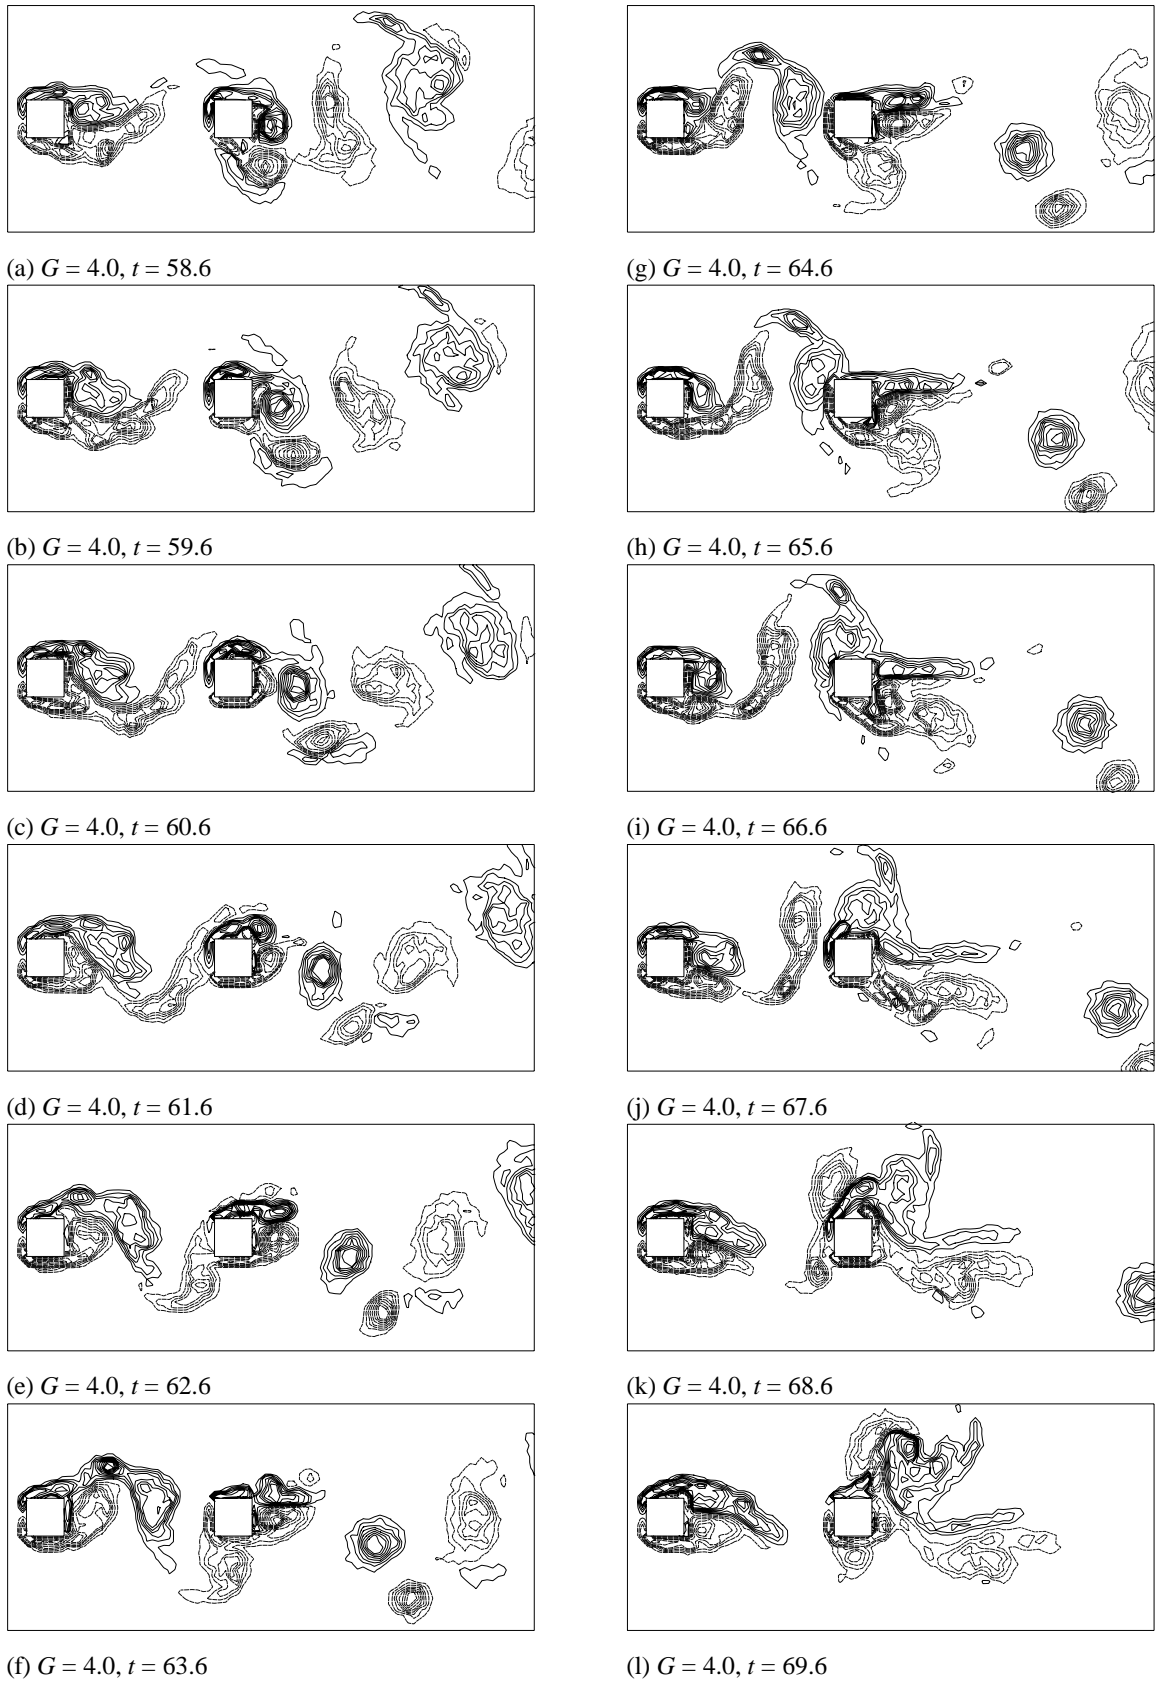 (a) G = 4.0, t = 58.6
(b) G = 4.0, t = 59.6
(c) G = 4.0, t = 60.6
(d) G = 4.0, t = 61.6
(e) G = 4.0, t = 62.6
(f) G = 4.0, t = 63.6
(g) G = 4.0, t = 64.6
(h) G = 4.0, t = 65.6
(i) G = 4.0, t = 66.6
(j) G = 4.0, t = 67.6
(k) G = 4.0, t = 68.6
(l) G = 4.0, t = 69.6